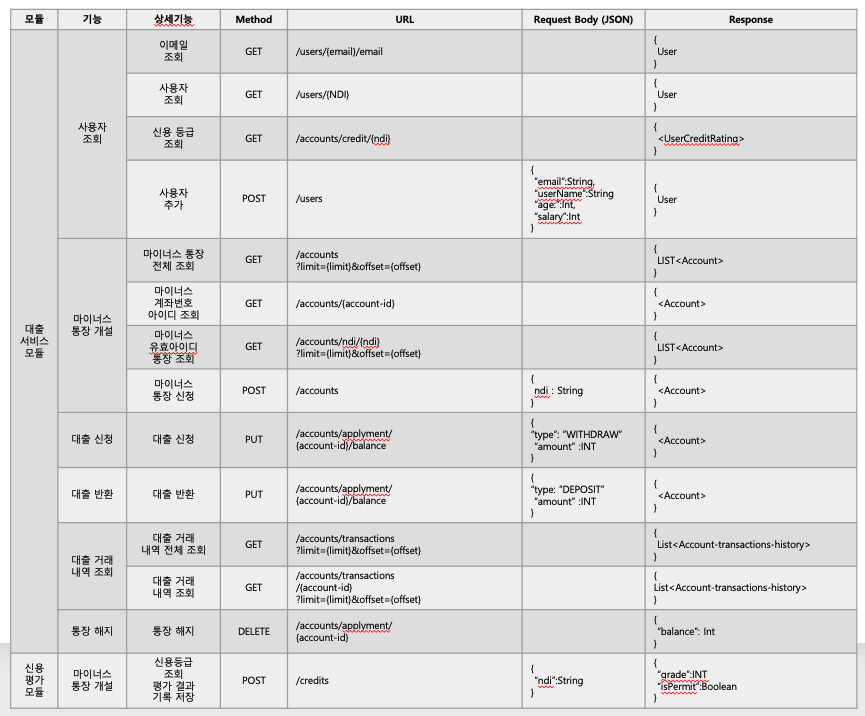 모듈 기능 상세기능 Method URL Request Body (JSON) Response
대출
서비스
모듈
사용자
조회
이메일
조회
GET
/users/{email}/email
{
User
}
사용자
조회
GET
/users/{NDI}
{
User
}
신용 등급
조회
GET
/accounts/credit/{ndi}
{
<UserCreditRating>
}
사용자
추가
POST
/users
{
"email":String,
"userName":String
"age:":Int,
"salary":Int
}
{
User
}
마이너스
통장 개설
마이너스 통장
전체 조회
GET
/accounts
?limit={limit}&offset={offset}
{
LIST<Account>
}
마이너스
계좌번호
아이디 조회
GET
/accounts/{account-id}
{
<Account>
}
마이너스
유효아이디
통장 조회
GET
/accounts/ndi/{ndi}
?limit={limit}&offset={offset}
{
LIST<Account>
}
마이너스
통장 신청
POST
/accounts
{
ndi : String
}
{
<Account>
}
대출 신청
대출 신청
PUT
/accounts/applyment/
{account-id}/balance
{
"type": "WITHDRAW"
"amount" :INT
}
{
<Account>
}
대출 반환
대출 반환
PUT
/accounts/applyment/
{account-id}/balance
{
"type: "DEPOSIT"
"amount" :INT
}
{
<Account>
}
대출 거래
내역 조회
대출 거래
내역 전체 조회
GET
/accounts/transactions
?limit={limit}&offset={offset}
{
List<Account-transactions-history>
}
대출 거래
내역 조회
GET
/accounts/transactions
/{account-id}
?limit={limit}&offset={offset}
{
List<Account-transactions-history>
}
통장 해지
통장 해지
DELETE
/accounts/applyment/
{account-id}
{
"balance": Int
}
신용
평가
모듈
마이너스
통장 개설
신용등급
조회
평가 결과
기록 저장
POST
/credits
{
"ndi":String
}
{
"grade":INT
"isPermit":Boolean
}